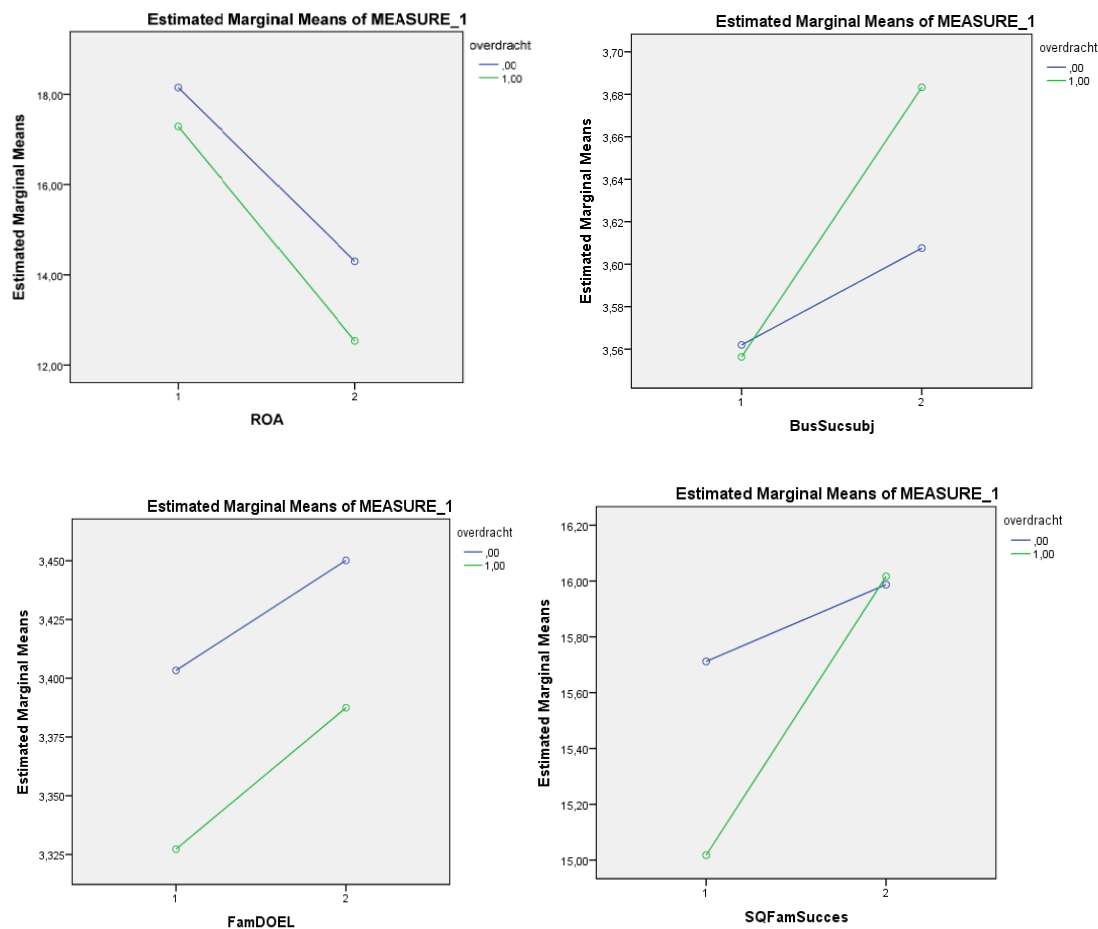 Estimated Marginal Means of MEASURE_1
overdracht
,00
1,00
Estimated Marginal Means
18,00
16,00
14,00
12,00
1
2
ROA
Estimated Marginal Means of MEASURE_1
overdracht
,00
1,00
Estimated Marginal Means
3,70
3,68
3,66
3,64
3,62
3,60
3,58
3,56
1
2
BusSucsubj
Estimated Marginal Means of MEASURE_1
overdracht
,00
1,00
Estimated Marginal Means
3,450
3,425
3,400
3,375
3,350
3,325
1
2
FamDOEL
Estimated Marginal Means of MEASURE_1
overdracht
,00
1,00
Estimated Marginal Means
16,20
16,00
15,80
15,60
15,40
15,20
15,00
1
2
SQFamSucces